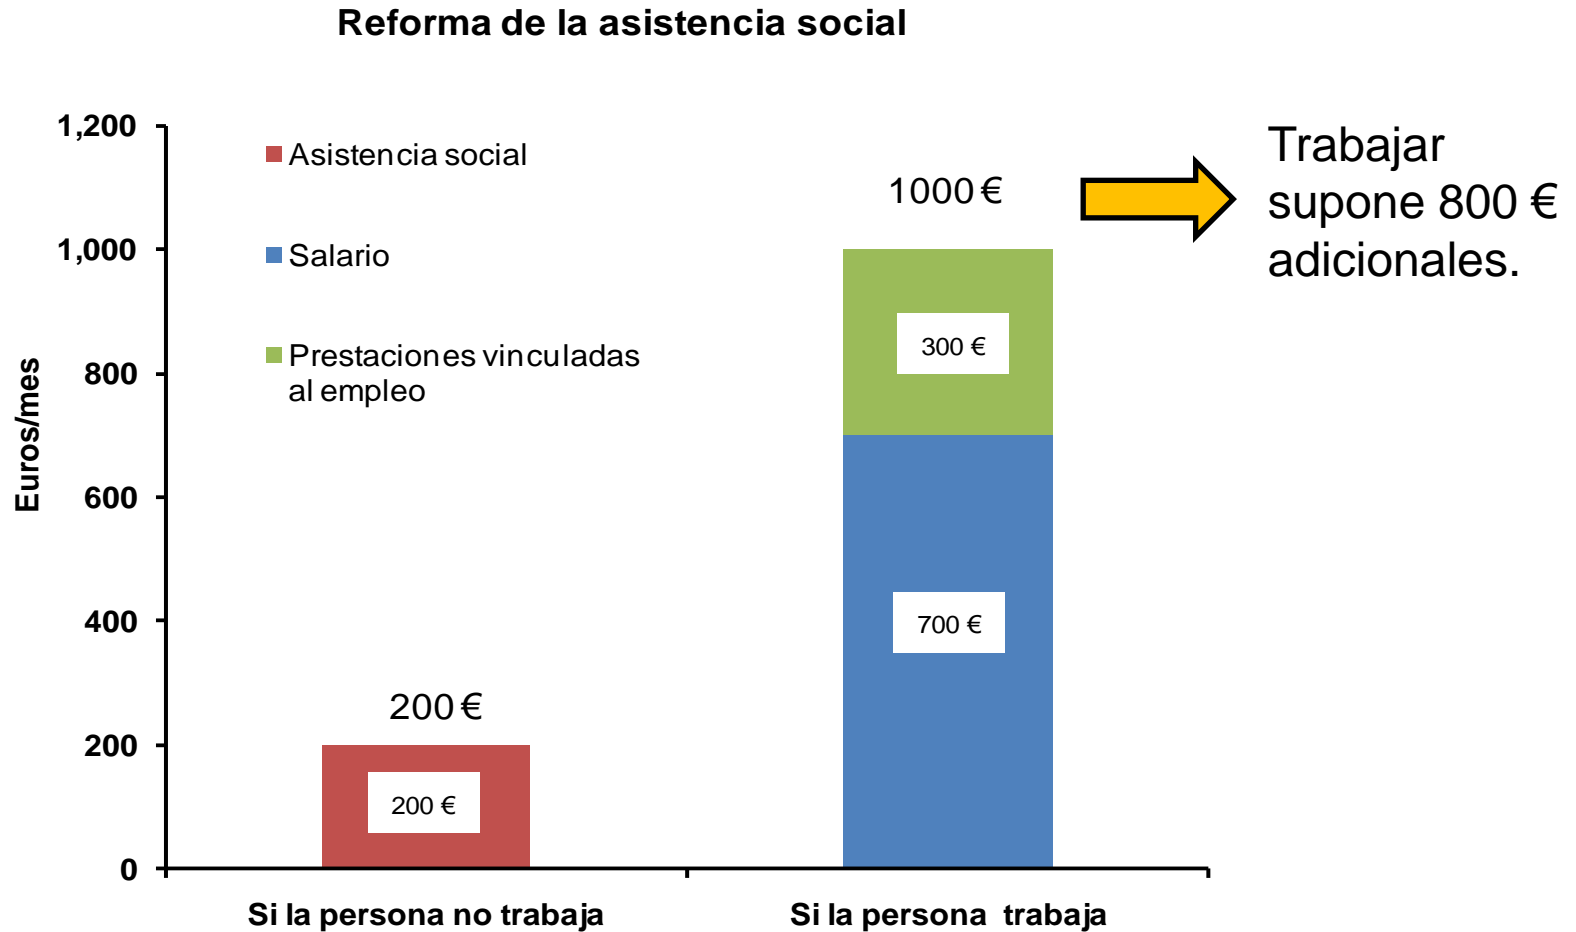 Reforma de la asistencia social
1,200
1,000
800
600
400
200
0
Euros/mes
Asistencia social
Salario
Prestaciones vinculadas
al empleo
200 €
200 €
1000 €
300 €
700 €
Trabajar
supone 800 €
adicionales.
Si la persona no trabaja
Si la persona  trabaja